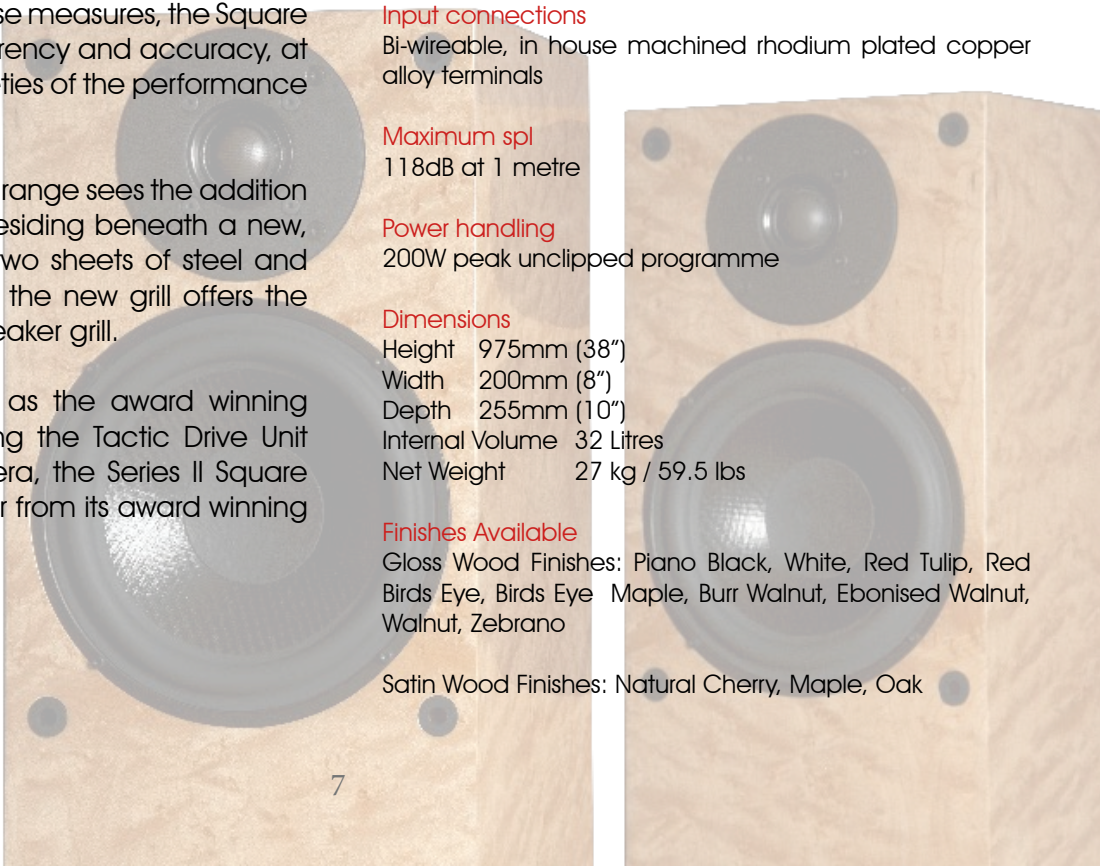 se measures, the Square
rency and accuracy, at
ties of the performance
range sees the addition
esiding beneath a new,
wo sheets of steel and
the new grill offers the
eaker grill.
as the award winning
ng the Tactic Drive Unit
era, the Series II Square
r from its award winning
Input connections
Bi-wireable, in house machined rhodium plated copper
alloy terminals
Maximum spl
118dB at 1 metre
Power handling
200W peak unclipped programme
Dimensions
Height 975mm (38”)
Width 200mm (8”)
Depth 255mm (10”)
Internal Volume 32 Litres
Net Weight 27 kg / 59.5 lbs
Finishes Available
Gloss Wood Finishes: Piano Black, White, Red Tulip, Red
Birds Eye, Birds Eye Maple, Burr Walnut, Ebonised Walnut,
Walnut, Zebrano
Satin Wood Finishes: Natural Cherry, Maple, Oak
7